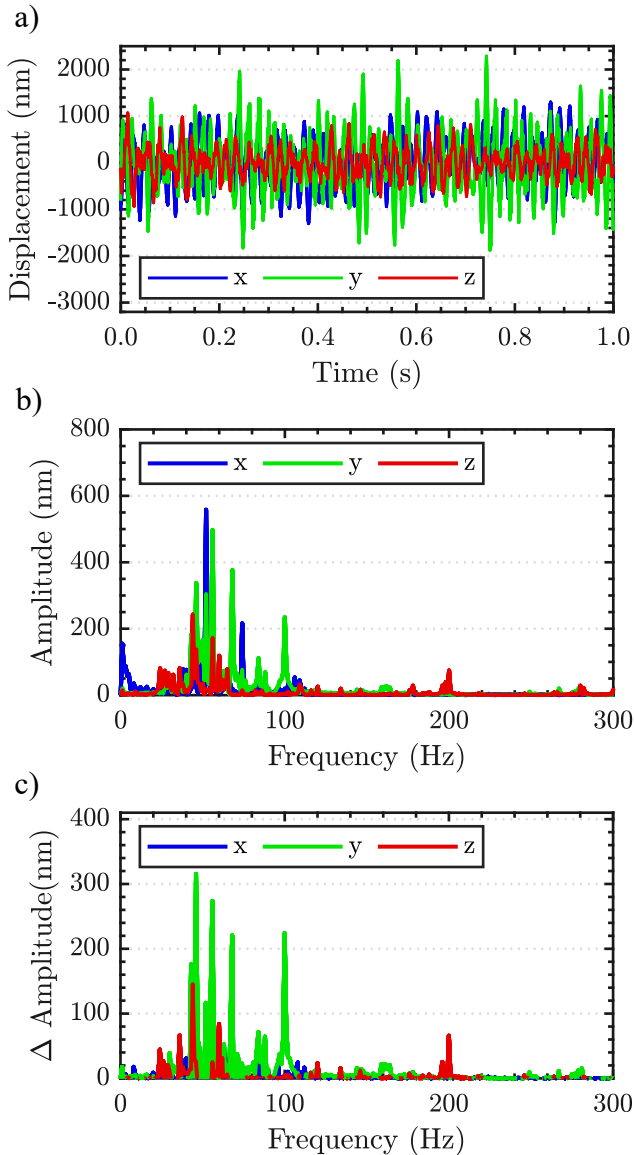 a)
Displacement (nm)
2000
1000
0
-1000
-2000
-3000
x y z
0.0 0.2 0.4 0.6 0.8 1.0
Time (s)
b)
Amplitude (nm)
800
600
400
200
0
x y z
0 100 200 300
Frequency (Hz)
c)
Δ Amplitude(nm)
400
300
200
100
0
x y z
0 100 200 300
Frequency (Hz)